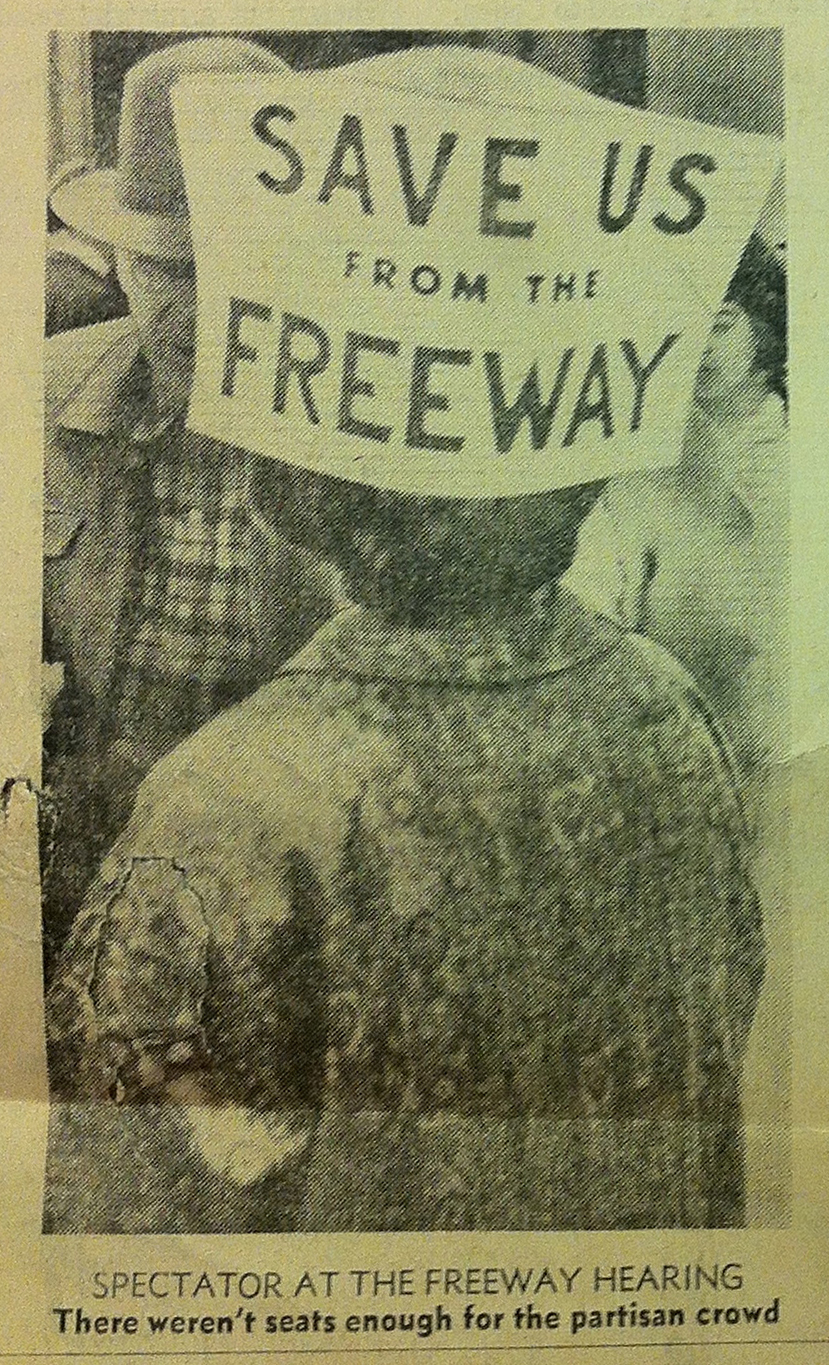 SAVE US
FROM THE
FREEWAY
SPECTATOR AT THE FREEWAY HEARING
There weren't seats enough for the partisan crowd